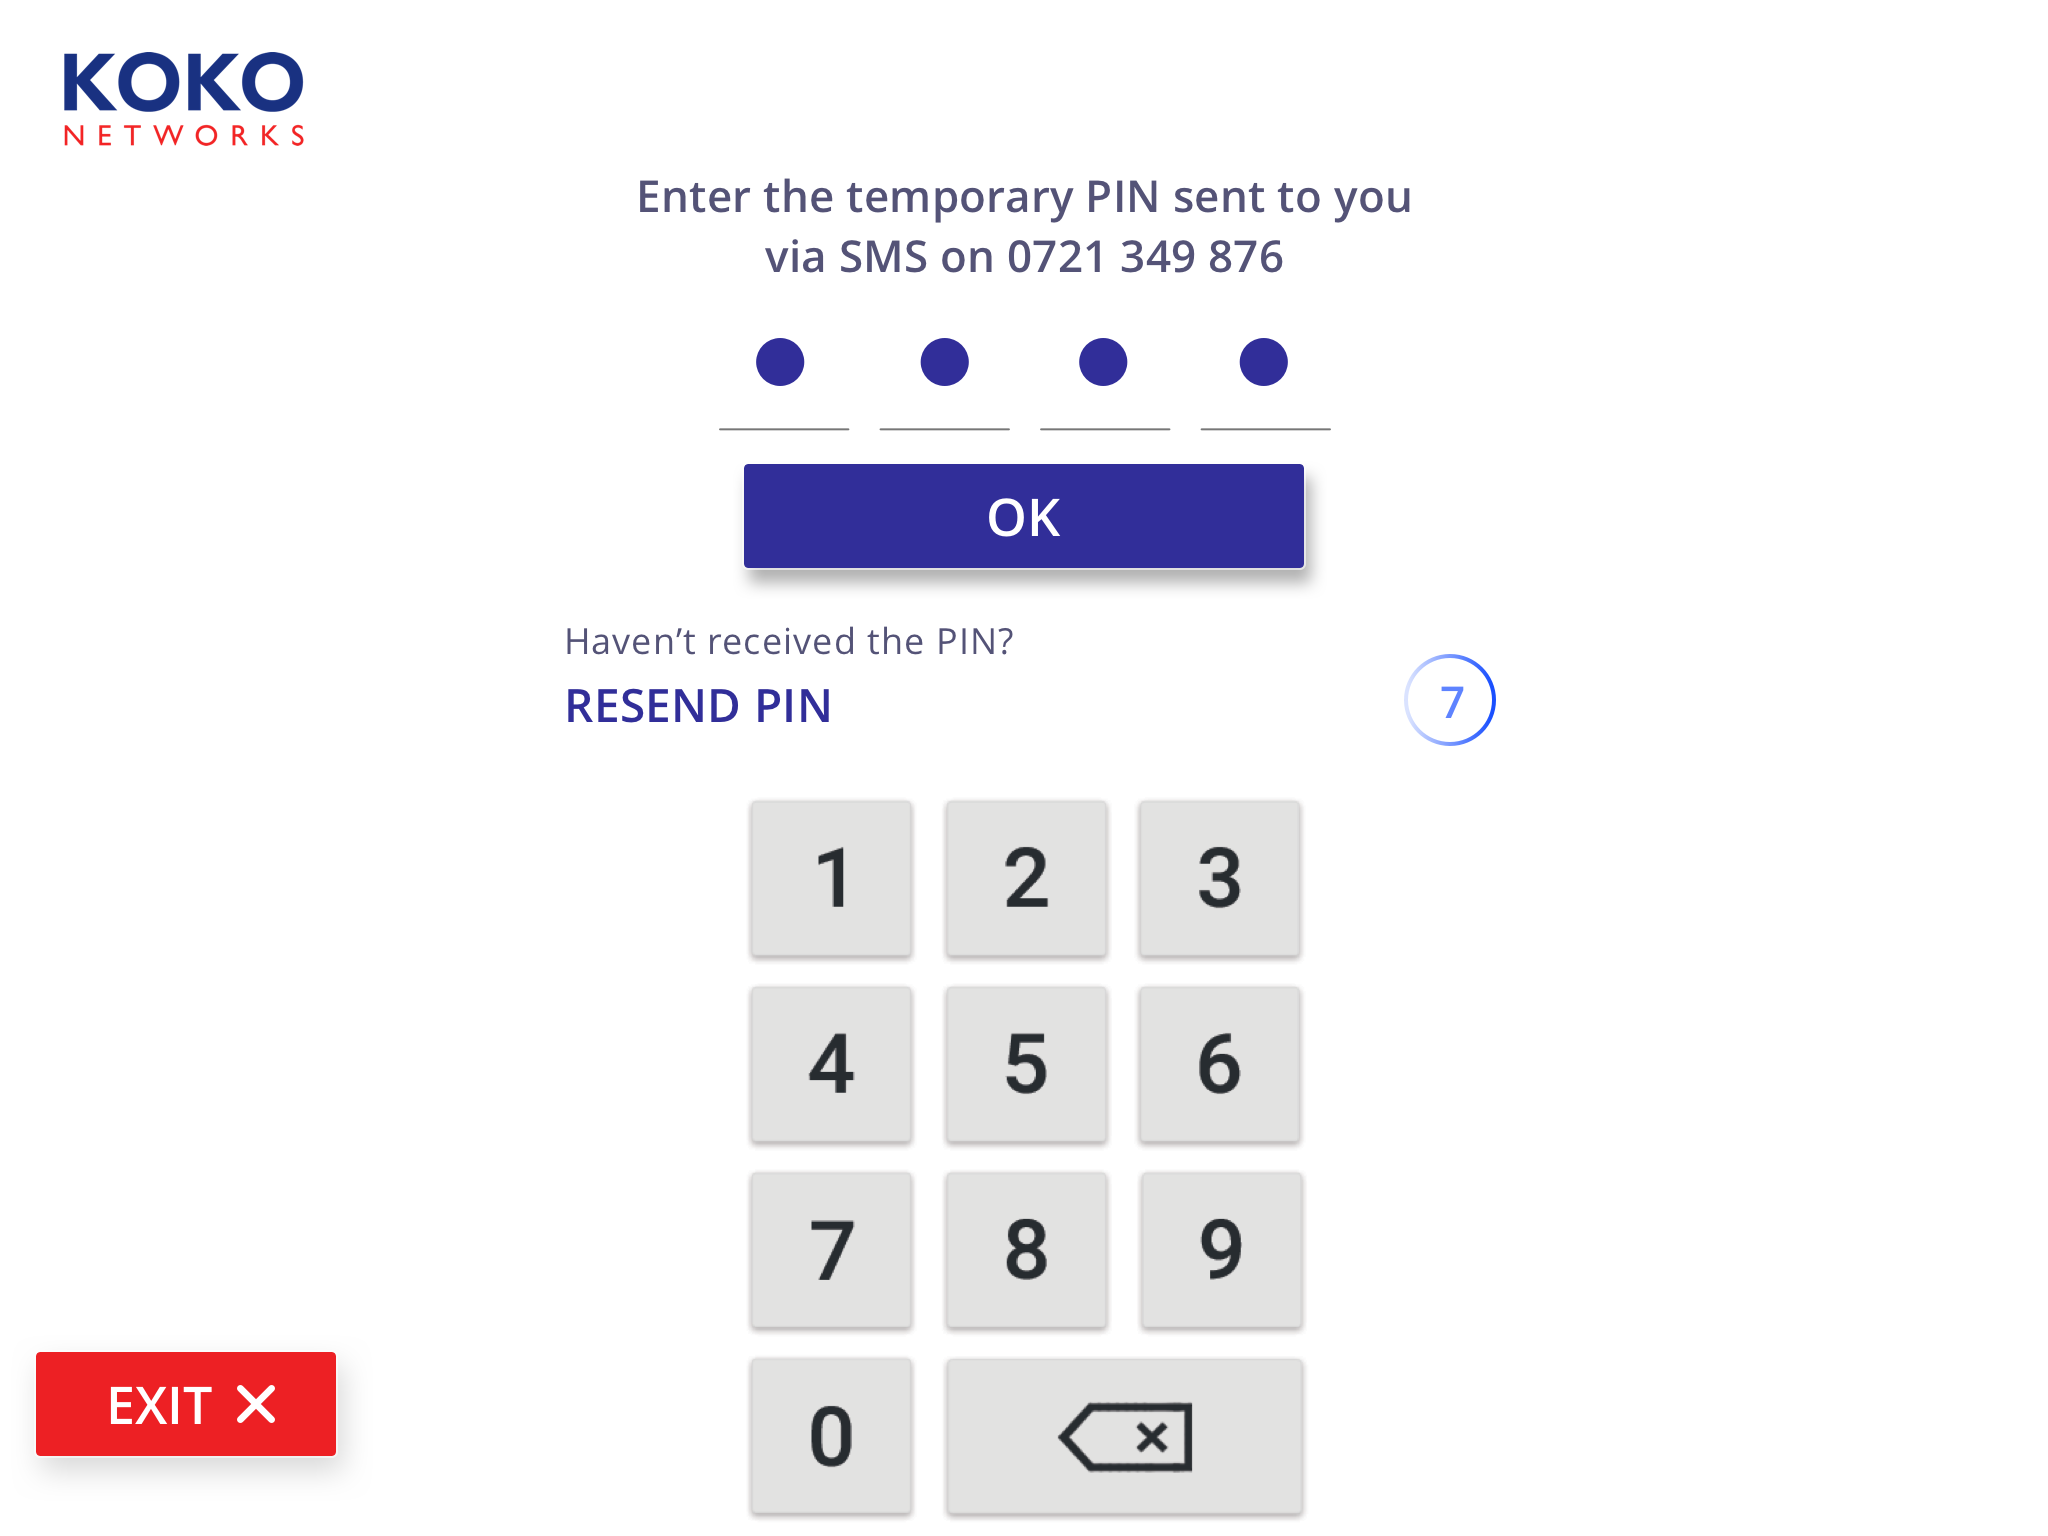 KOKO
NETWORKS
Enter the temporary PIN sent to you
via SMS on 0721 349 876
OK
Haven’t received the PIN?
RESEND PIN
7
1 2 3
4 5 6
7 8 9
0
EXIT